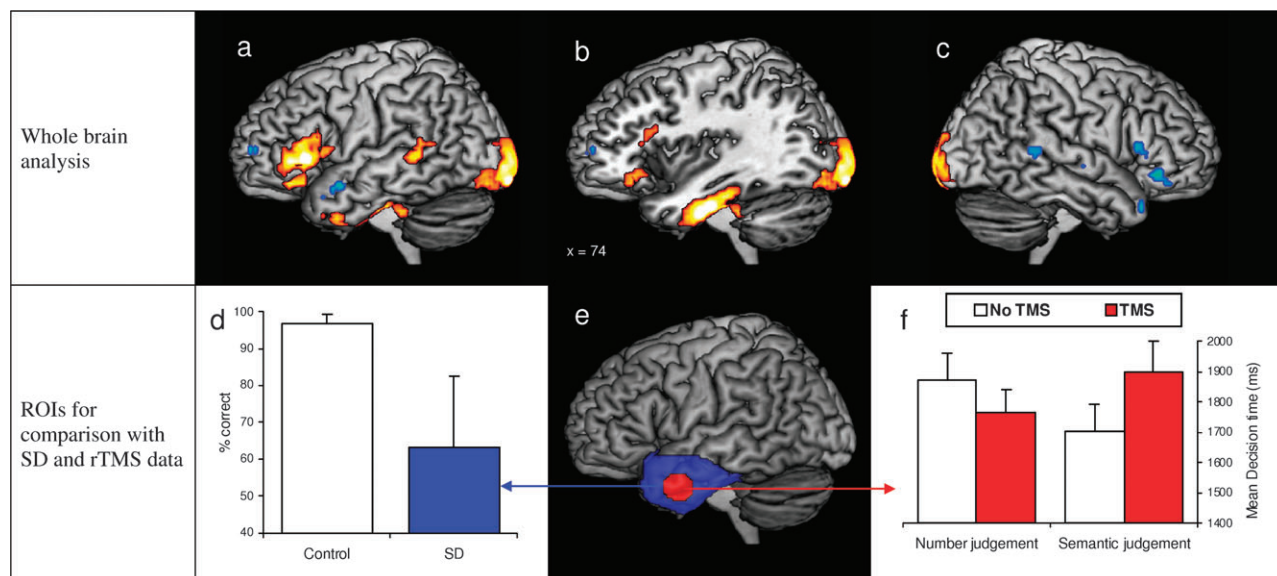 Whole brain
analysis
a
b
c
x = 74
ROIs for
comparison with
SD and rTMS data
d
100
90
80
70
60
50
40
% correct
Control
SD
e
f
No TMS
TMS
2000
1900
1800
1700
1600
1500
1400
Mean Decision time (ms)
Number judgement
Semantic judgement